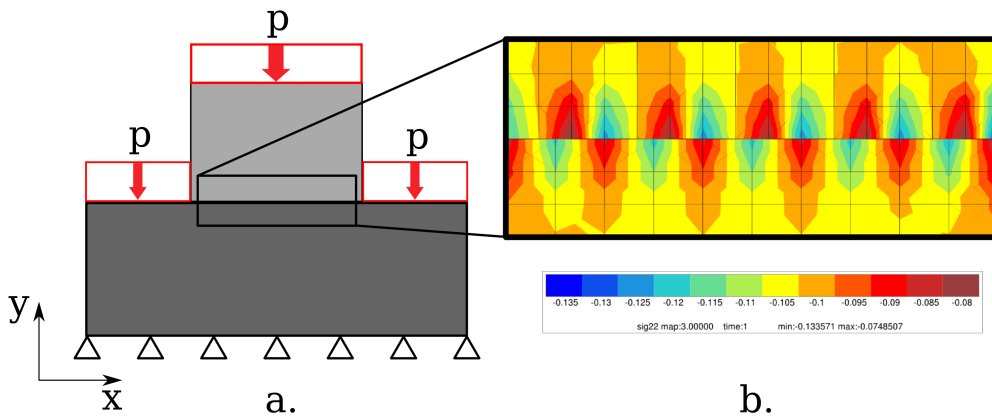 p
p
p
y
x
a.
-0.135 -0.13 -0.125 -0.12 -0.115 -0.11 -0.105 -0.1 -0.095 -0.09 -0.085 -0.08
sig22 map:3.00000 time:1 min:-0.133571 max:-0.0748507
b.